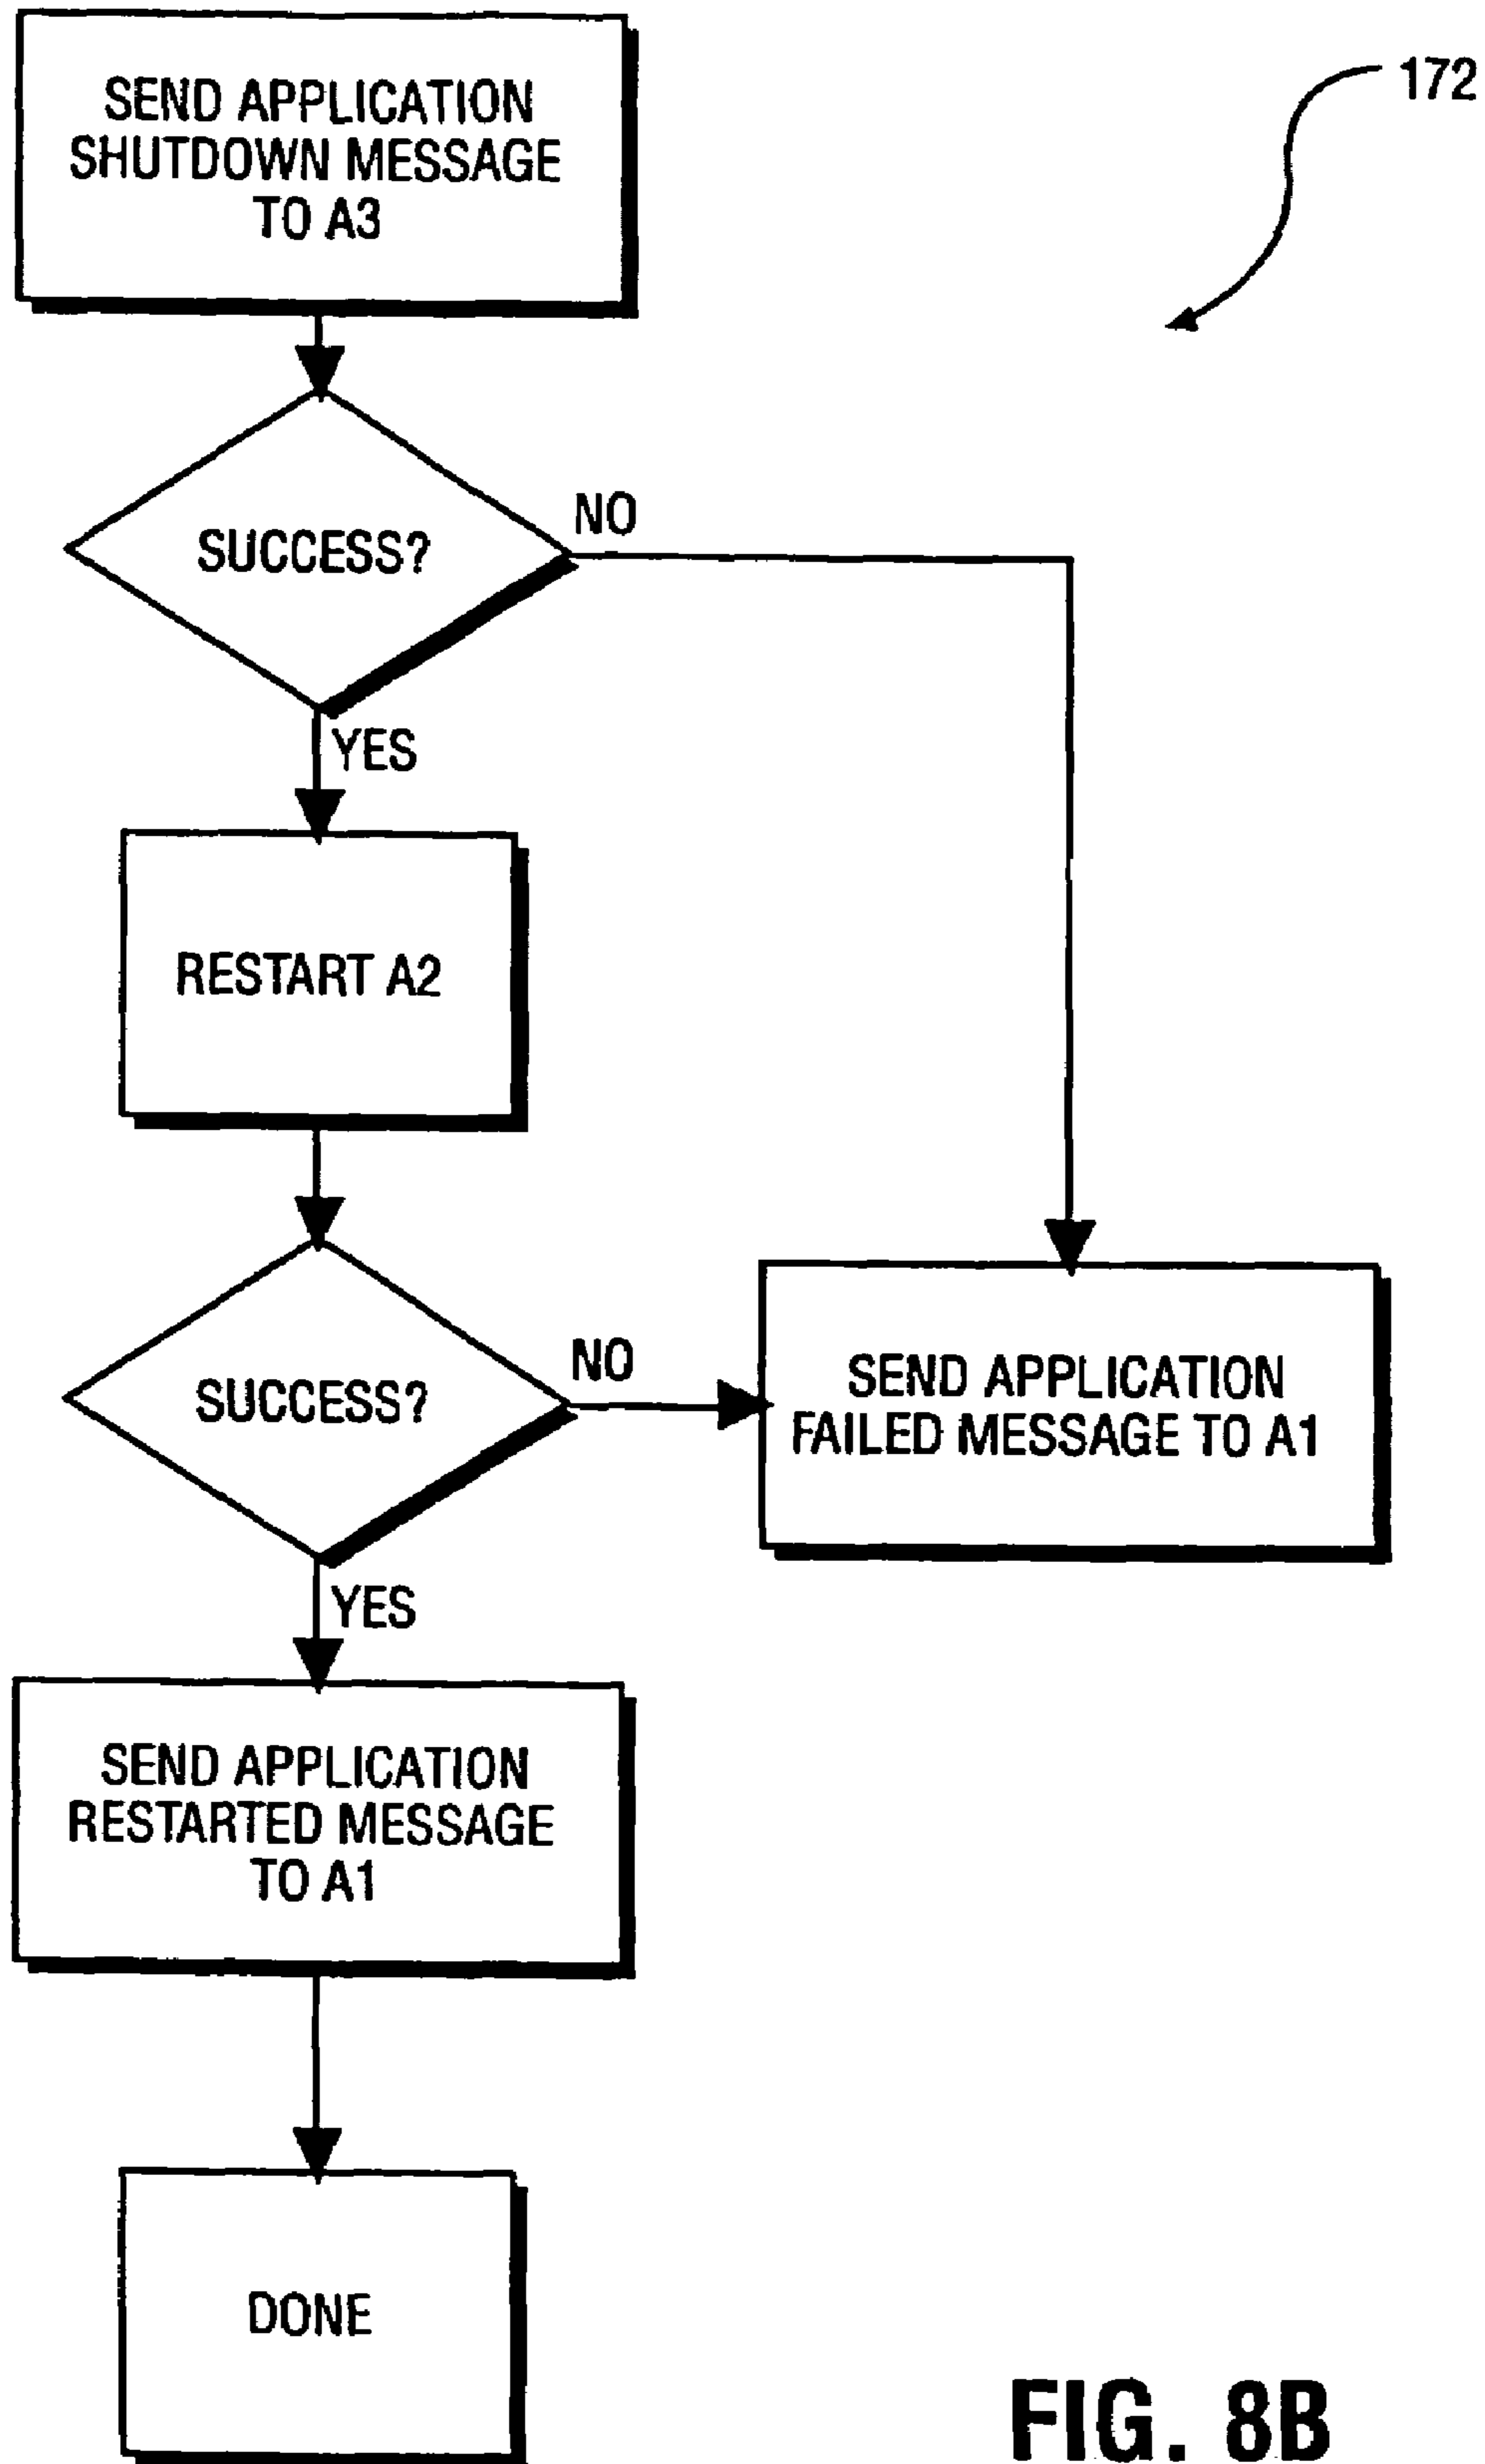 SEND APPLICATION
SHUTDOWN MESSAGE
TO A3
172
SUCCESS?
NO
YES
RESTART A2
SUCCESS?
NO
SEND APPLICATION
FAILED MESSAGE TO A1
YES
SEND APPLICATION
RESTARTED MESSAGE
TO A1
DONE
FIG. 8B